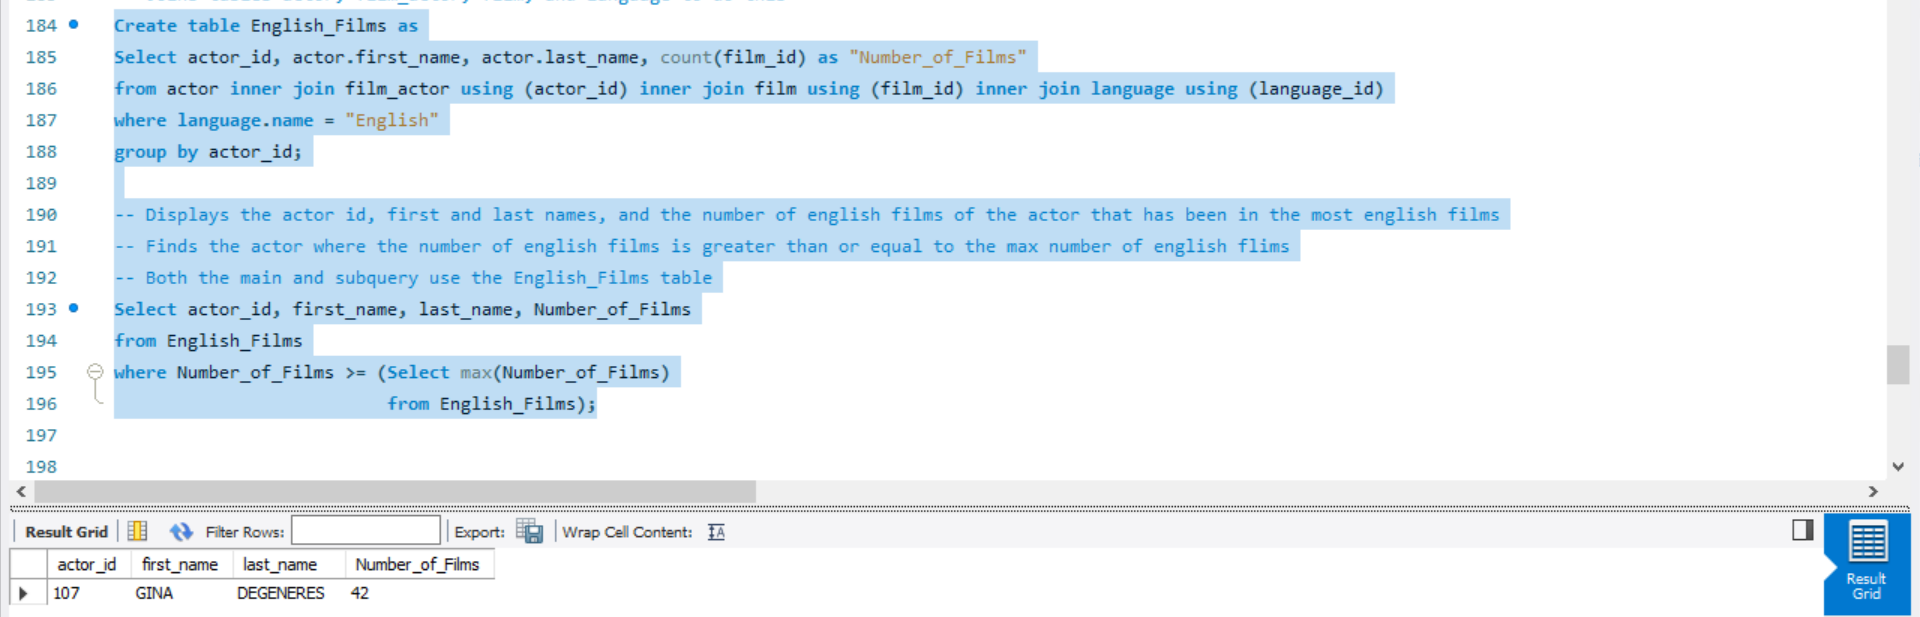 184 Create table English_Films as
185 Select actor_id, actor.first_name, actor.last_name, count(film_id) as "Number_of_Films"
186 from actor inner join film_actor using (actor_id) inner join film using (film_id) inner join language using (language_id)
187 where language.name = "English"
188 group by actor_id;
189
190 -- Displays the actor id, first and last names, and the number of english films of the actor that has been in the most english films
191 -- Finds the actor where the number of english films is greater than or equal to the max number of english flims
192 -- Both the main and subquery use the English_Films table
193 Select actor_id, first_name, last_name, Number_of_Films
194 from English_Films
195 where Number_of_Films >= (Select max(Number_of_Films)
196 from English_Films);
197
198
Result Grid Filter Rows: Export: Wrap Cell Content:
actor_id first_name last_name Number_of_Films
107 GINA DEGENERES 42
Result
Grid